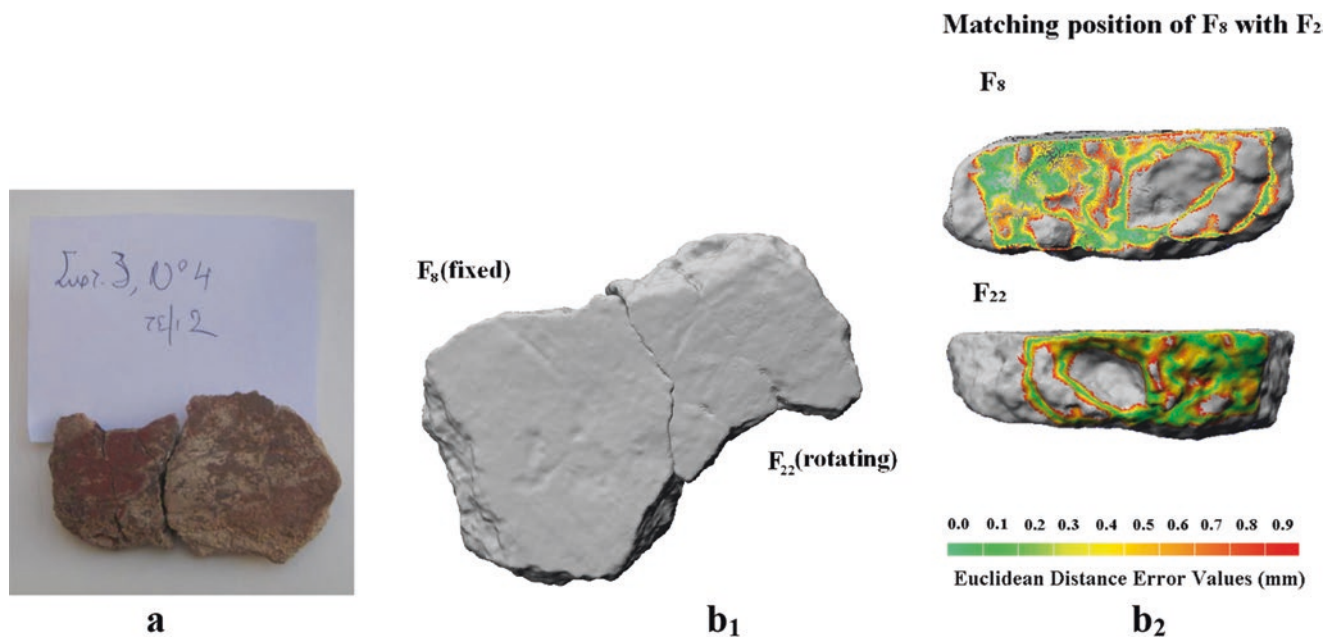 Matching position of F8 with F2
F8
F8(fixed)
Nº 4
F22
F22(rotating)
0.0 0.1 0.2 0.3 0.4 0.5 0.6 0.7 0.8 0.9
Euclidean Distance Error Values (mm)
a
b1
b2